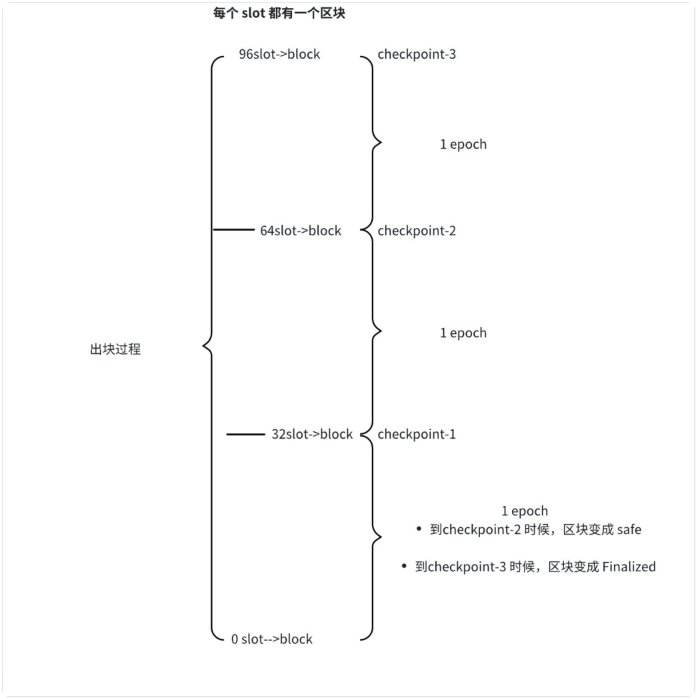 每个 slot 都有一个区块
96slot->block
checkpoint-3
1 epoch
64slot->block
checkpoint-2
1 epoch
出块过程
32slot->block
checkpoint-1
1 epoch
• 到checkpoint-2 时候，区块变成 safe
• 到checkpoint-3 时候，区块变成 Finalized
0 slot-->block